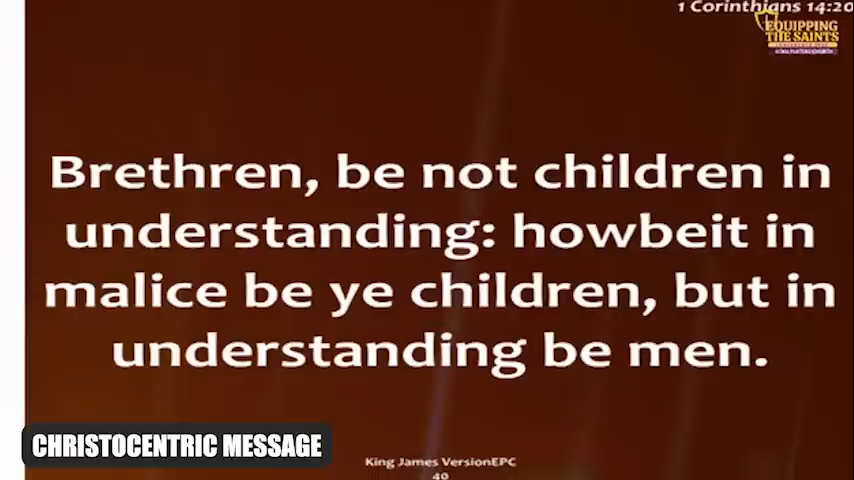 1 Corinthians 14:20
EQUIPPING
THE SAINTS
Brethren, be not children in
understanding: howbeit in
malice be ye children, but in
understanding be men.
CHRISTOCENTRIC MESSAGE
King James VersionEPC
40